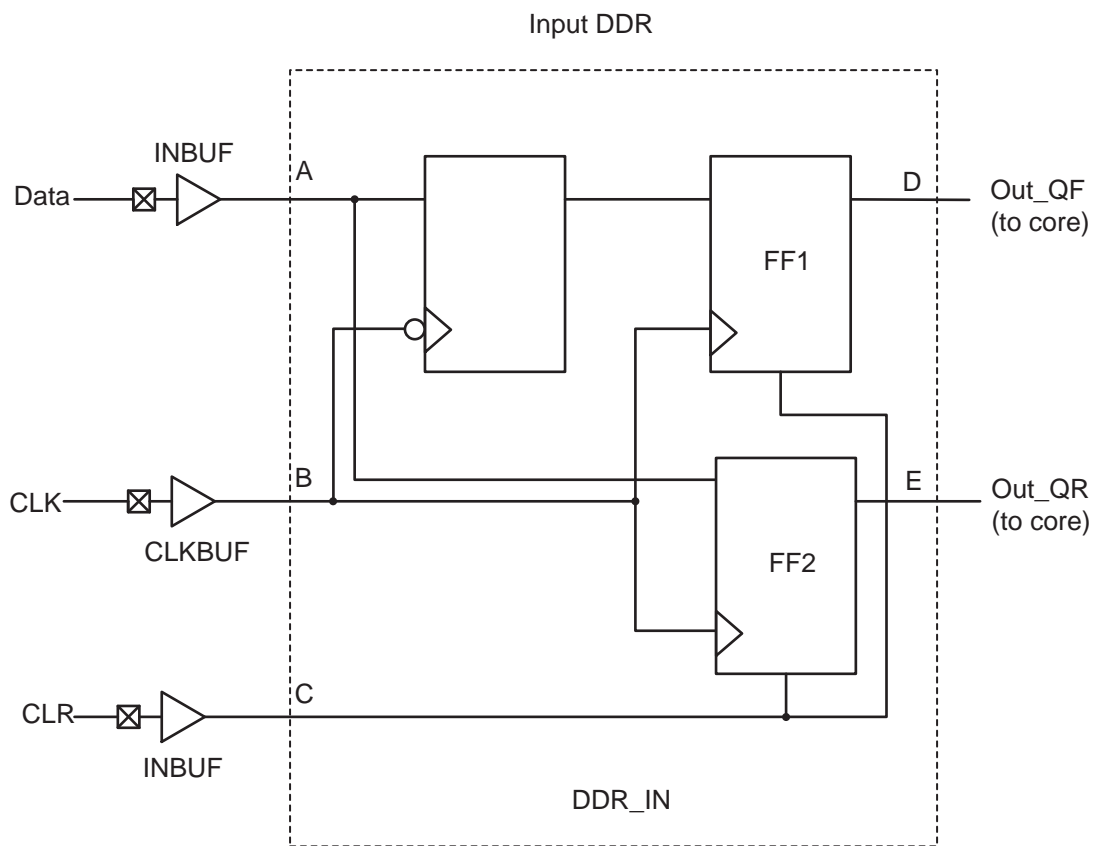 Input DDR
INBUF
A
D
Data
Out_QF
(to core)
FF1
B
E
CLK
Out_QR
(to core)
CLKBUF
FF2
C
CLR
INBUF
DDR_IN